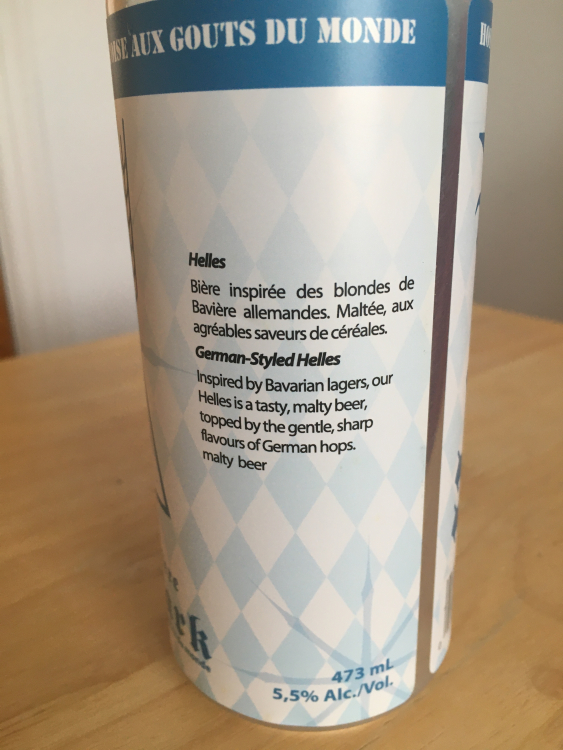 AUX GOUTS DU MONDE
Helles
Bière inspirée des blondes de
Bavière allemandes. Maltée, aux
agréables saveurs de céréales.
German-Styled Helles
Inspired by Bavarian lagers, our
Helles is a tasty, malty beer,
topped by the gentle, sharp
flavours of German hops.
malty beer
473 mL
5,5% Alc./Vol.